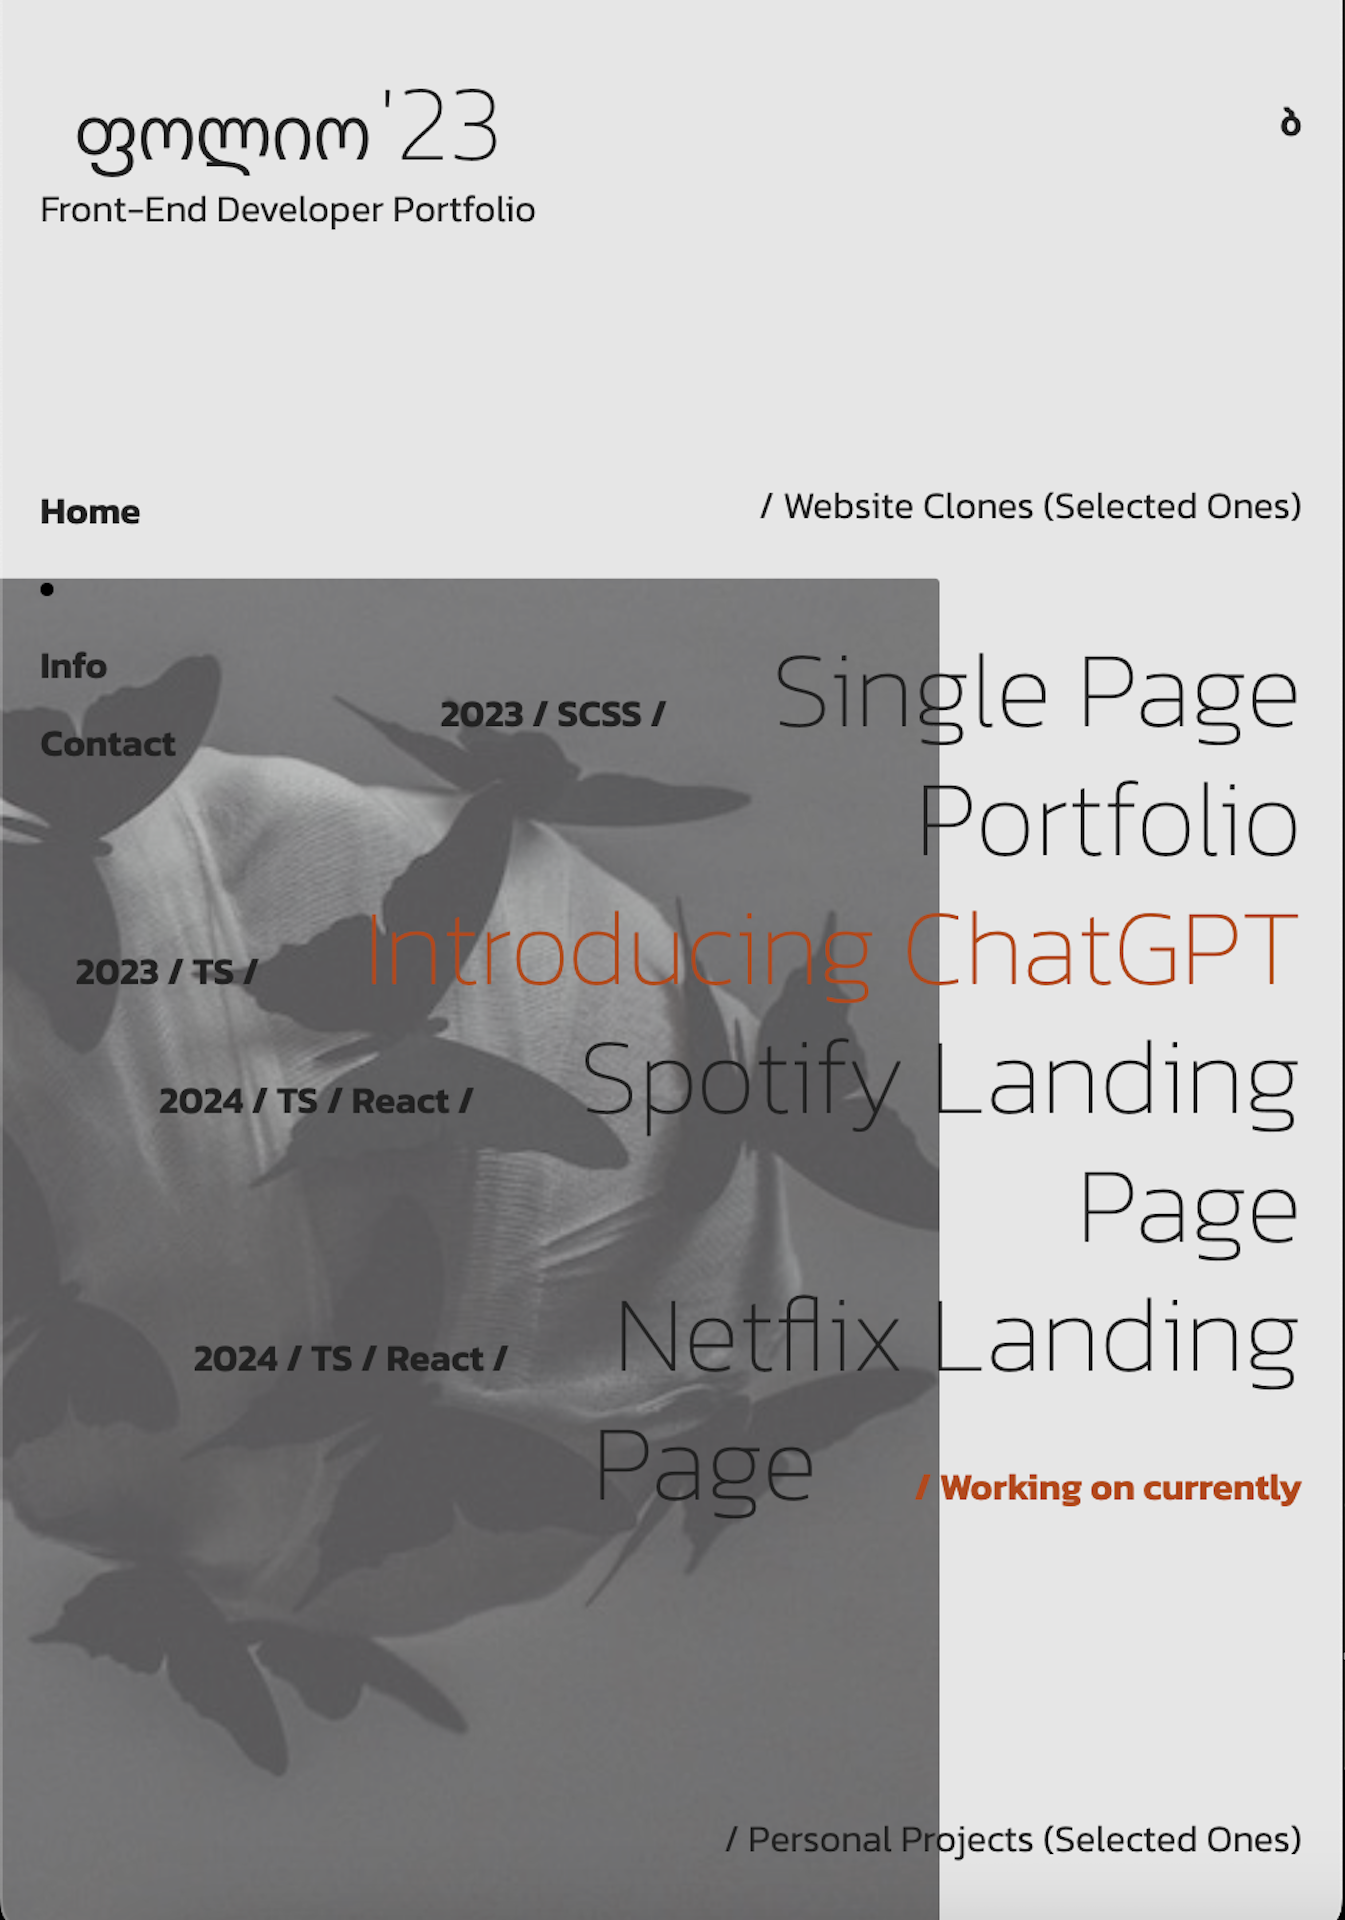 ფოლიო '23
ბ
Front-End Developer Portfolio
Home
/ Website Clones (Selected Ones)
Info
Contact
2023 / SCSS / Single Page
Portfolio
2023 / TS / Introducing ChatGPT
2024 / TS / React / Spotify Landing
Page
2024 / TS / React / Netflix Landing
Page / Working on currently
/ Personal Projects (Selected Ones)